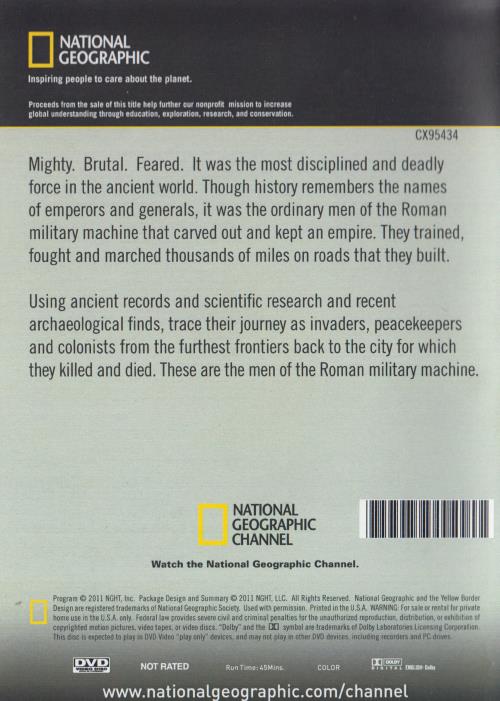 NATIONAL
GEOGRAPHIC
Inspiring people to care about the planet.
Proceeds from the sale of this title help further our nonprofit mission to increase
global understanding through education, exploration, research, and conservation.
CX95434
Mighty. Brutal. Feared. It was the most disciplined and deadly
force in the ancient world. Though history remembers the names
of emperors and generals, it was the ordinary men of the Roman
military machine that carved out and kept an empire. They trained,
fought and marched thousands of miles on roads that they built.
Using ancient records and scientific research and recent
archaeological finds, trace their journey as invaders, peacekeepers
and colonists from the furthest frontiers back to the city for which
they killed and died. These are the men of the Roman military machine.
NATIONAL
GEOGRAPHIC
CHANNEL
Watch the National Geographic Channel.
Program © 2011 NGHT, Inc. Package Design and Summary © 2011 NGHT, LLC. All Rights Reserved. National Geographic and the Yellow Border
Design are registered trademarks of National Geographic Society. Used with permission. Printed in the U.S.A. WARNING: For sale or rental for private
home use in the U.S.A. only. Federal law provides severe civil and criminal penalties for the unauthorized reproduction, distribution, or exhibition of
copyrighted motion pictures, video tapes, or video discs. "Dolby" and the DD symbol are trademarks of Dolby Laboratories Licensing Corporation.
This disc is expected to play in DVD Video "play only" devices, and may not play in other DVD devices, including recorders and PC drives.
DVD VIDEO NOT RATED Run Time: 45Mins. COLOR DOLBY DIGITAL ENGLISH- Dolby
www.nationalgeographic.com/channel